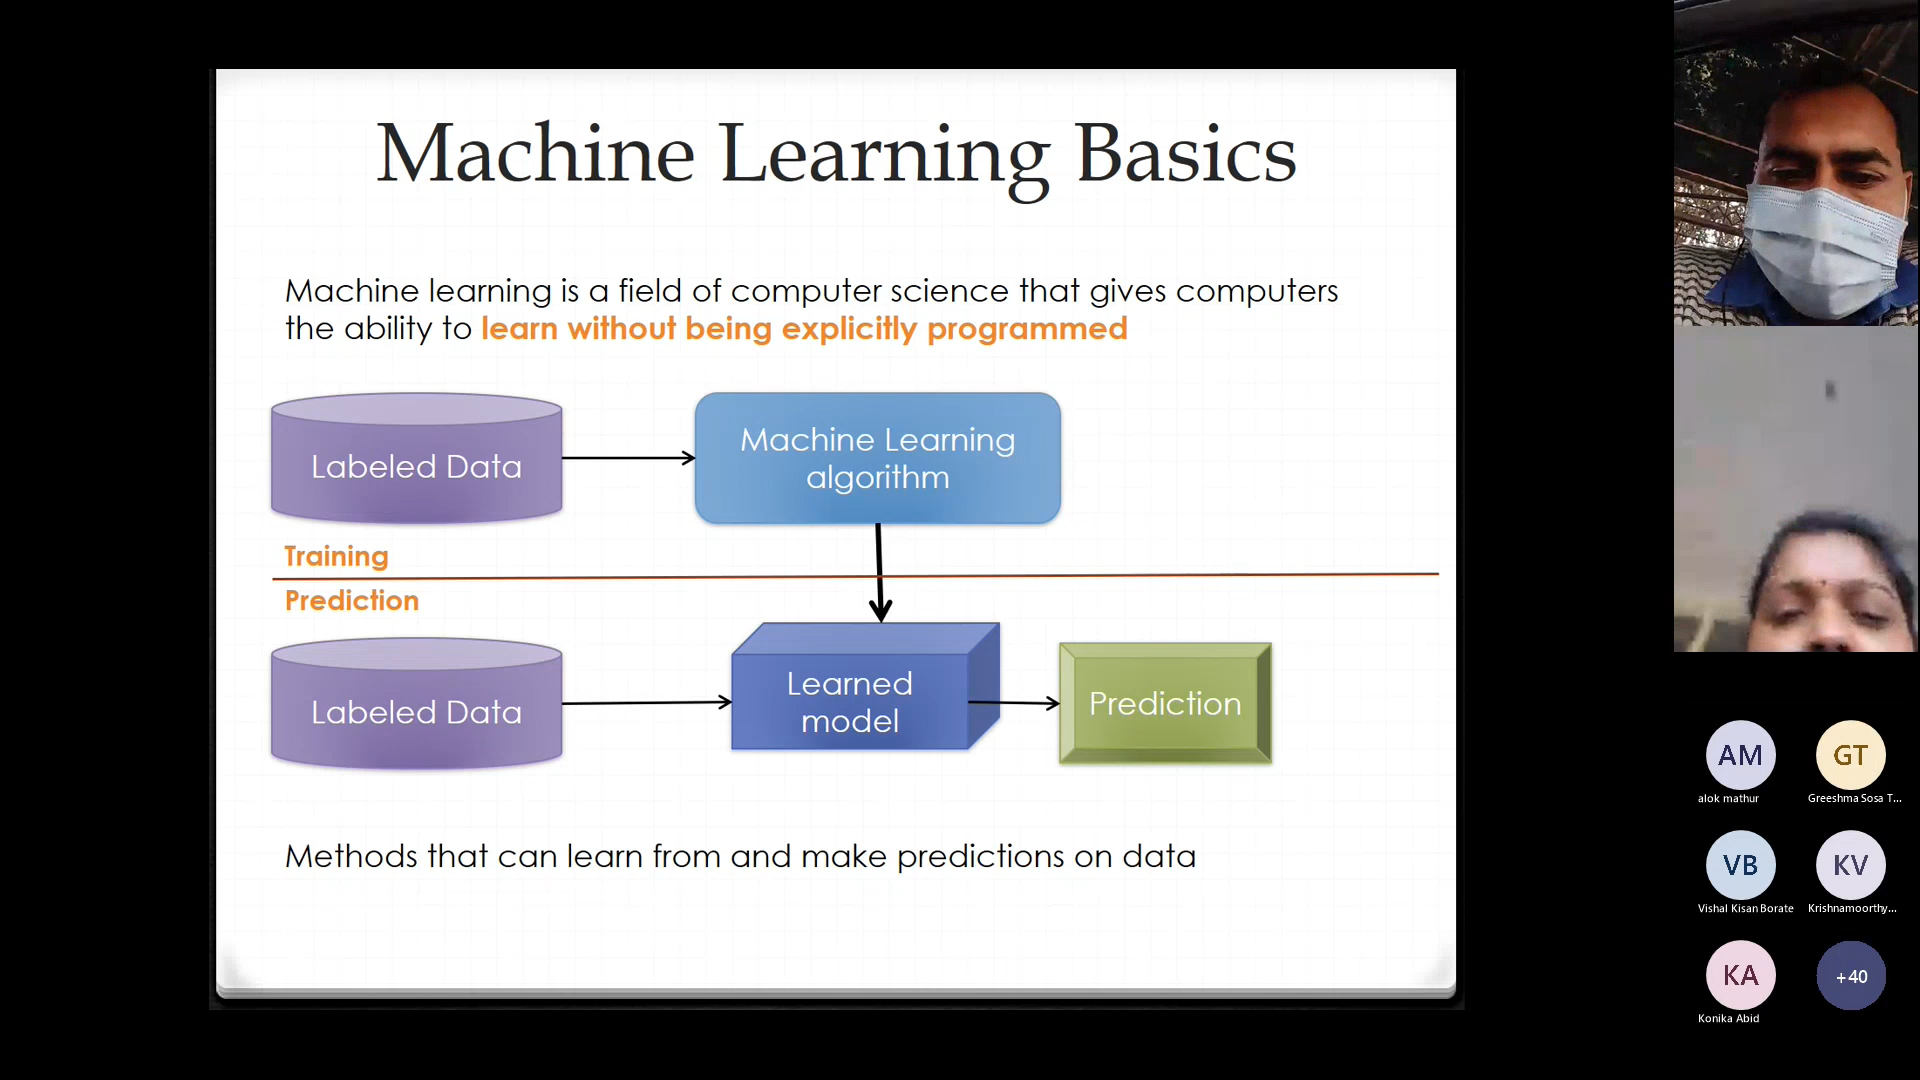 Machine Learning Basics
Machine learning is a field of computer science that gives computers
the ability to learn without being explicitly programmed
Labeled Data
Machine Learning
algorithm
Training
Prediction
Labeled Data
Learned
model
Prediction
Methods that can learn from and make predictions on data
AM
alok mathur
GT
Greeshma Sosa T...
VB
Vishal Kisan Borate
KV
Krishnamoorthy...
KA
Konika Abid
+40